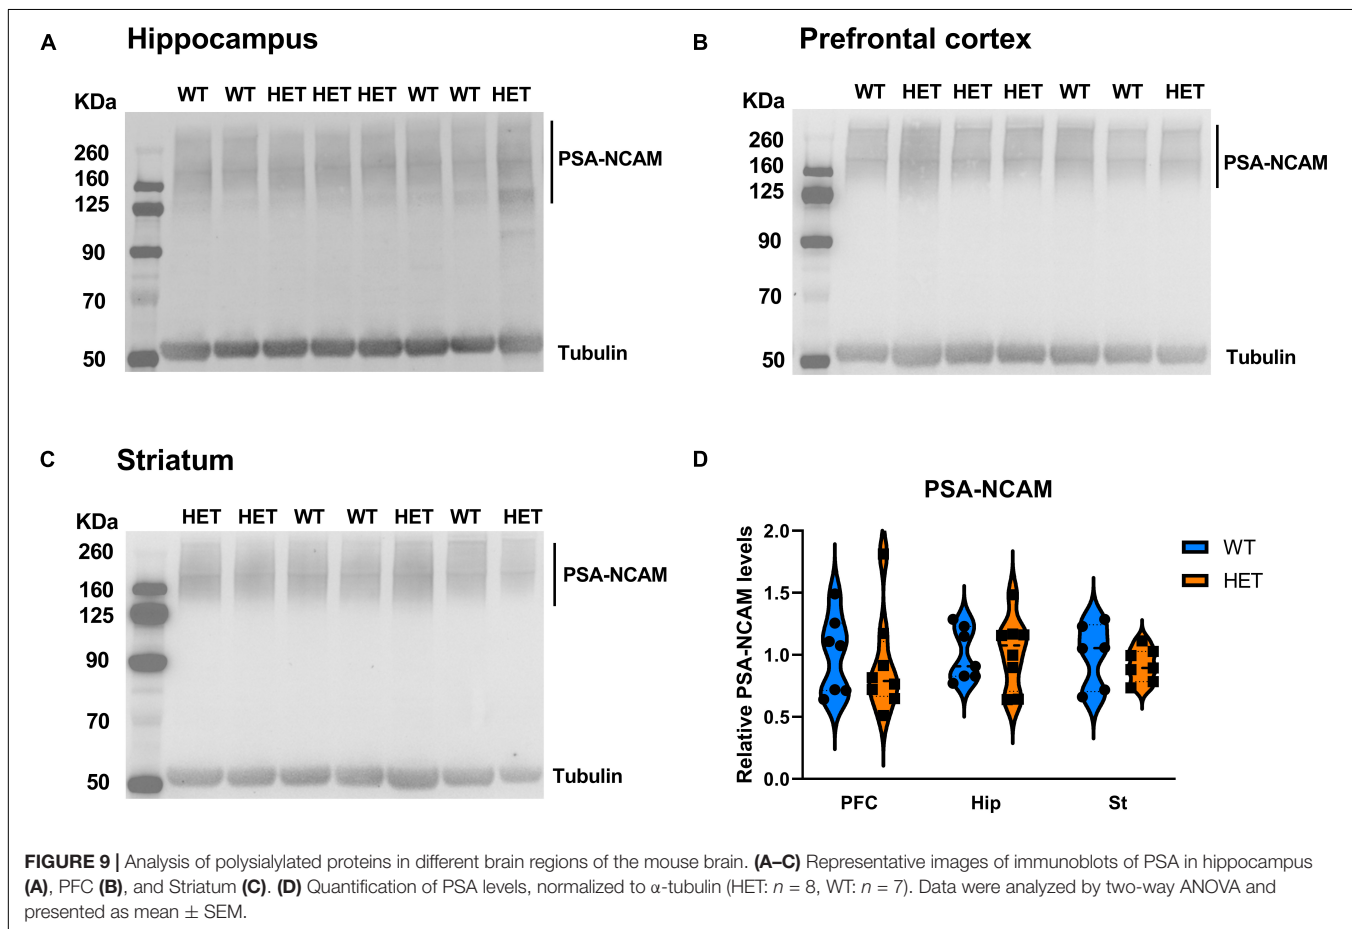 A Hippocampus
KDa WT WT HET HET HET WT WT HET
260
160
125
90
70
50
PSA-NCAM
Tubulin
B Prefrontal cortex
KDa WT HET HET HET WT WT HET
260
160
125
90
70
50
PSA-NCAM
Tubulin
C Striatum
KDa HET HET WT WT HET WT HET
260
160
125
90
70
50
PSA-NCAM
Tubulin
D
PSA-NCAM
Relative PSA-NCAM levels
2.0
1.5
1.0
0.5
0.0
PFC Hip St
WT
HET
FIGURE 9 | Analysis of polysialylated proteins in different brain regions of the mouse brain. (A–C) Representative images of immunoblots of PSA in hippocampus
(A), PFC (B), and Striatum (C). (D) Quantification of PSA levels, normalized to α-tubulin (HET: n = 8, WT: n = 7). Data were analyzed by two-way ANOVA and
presented as mean ± SEM.